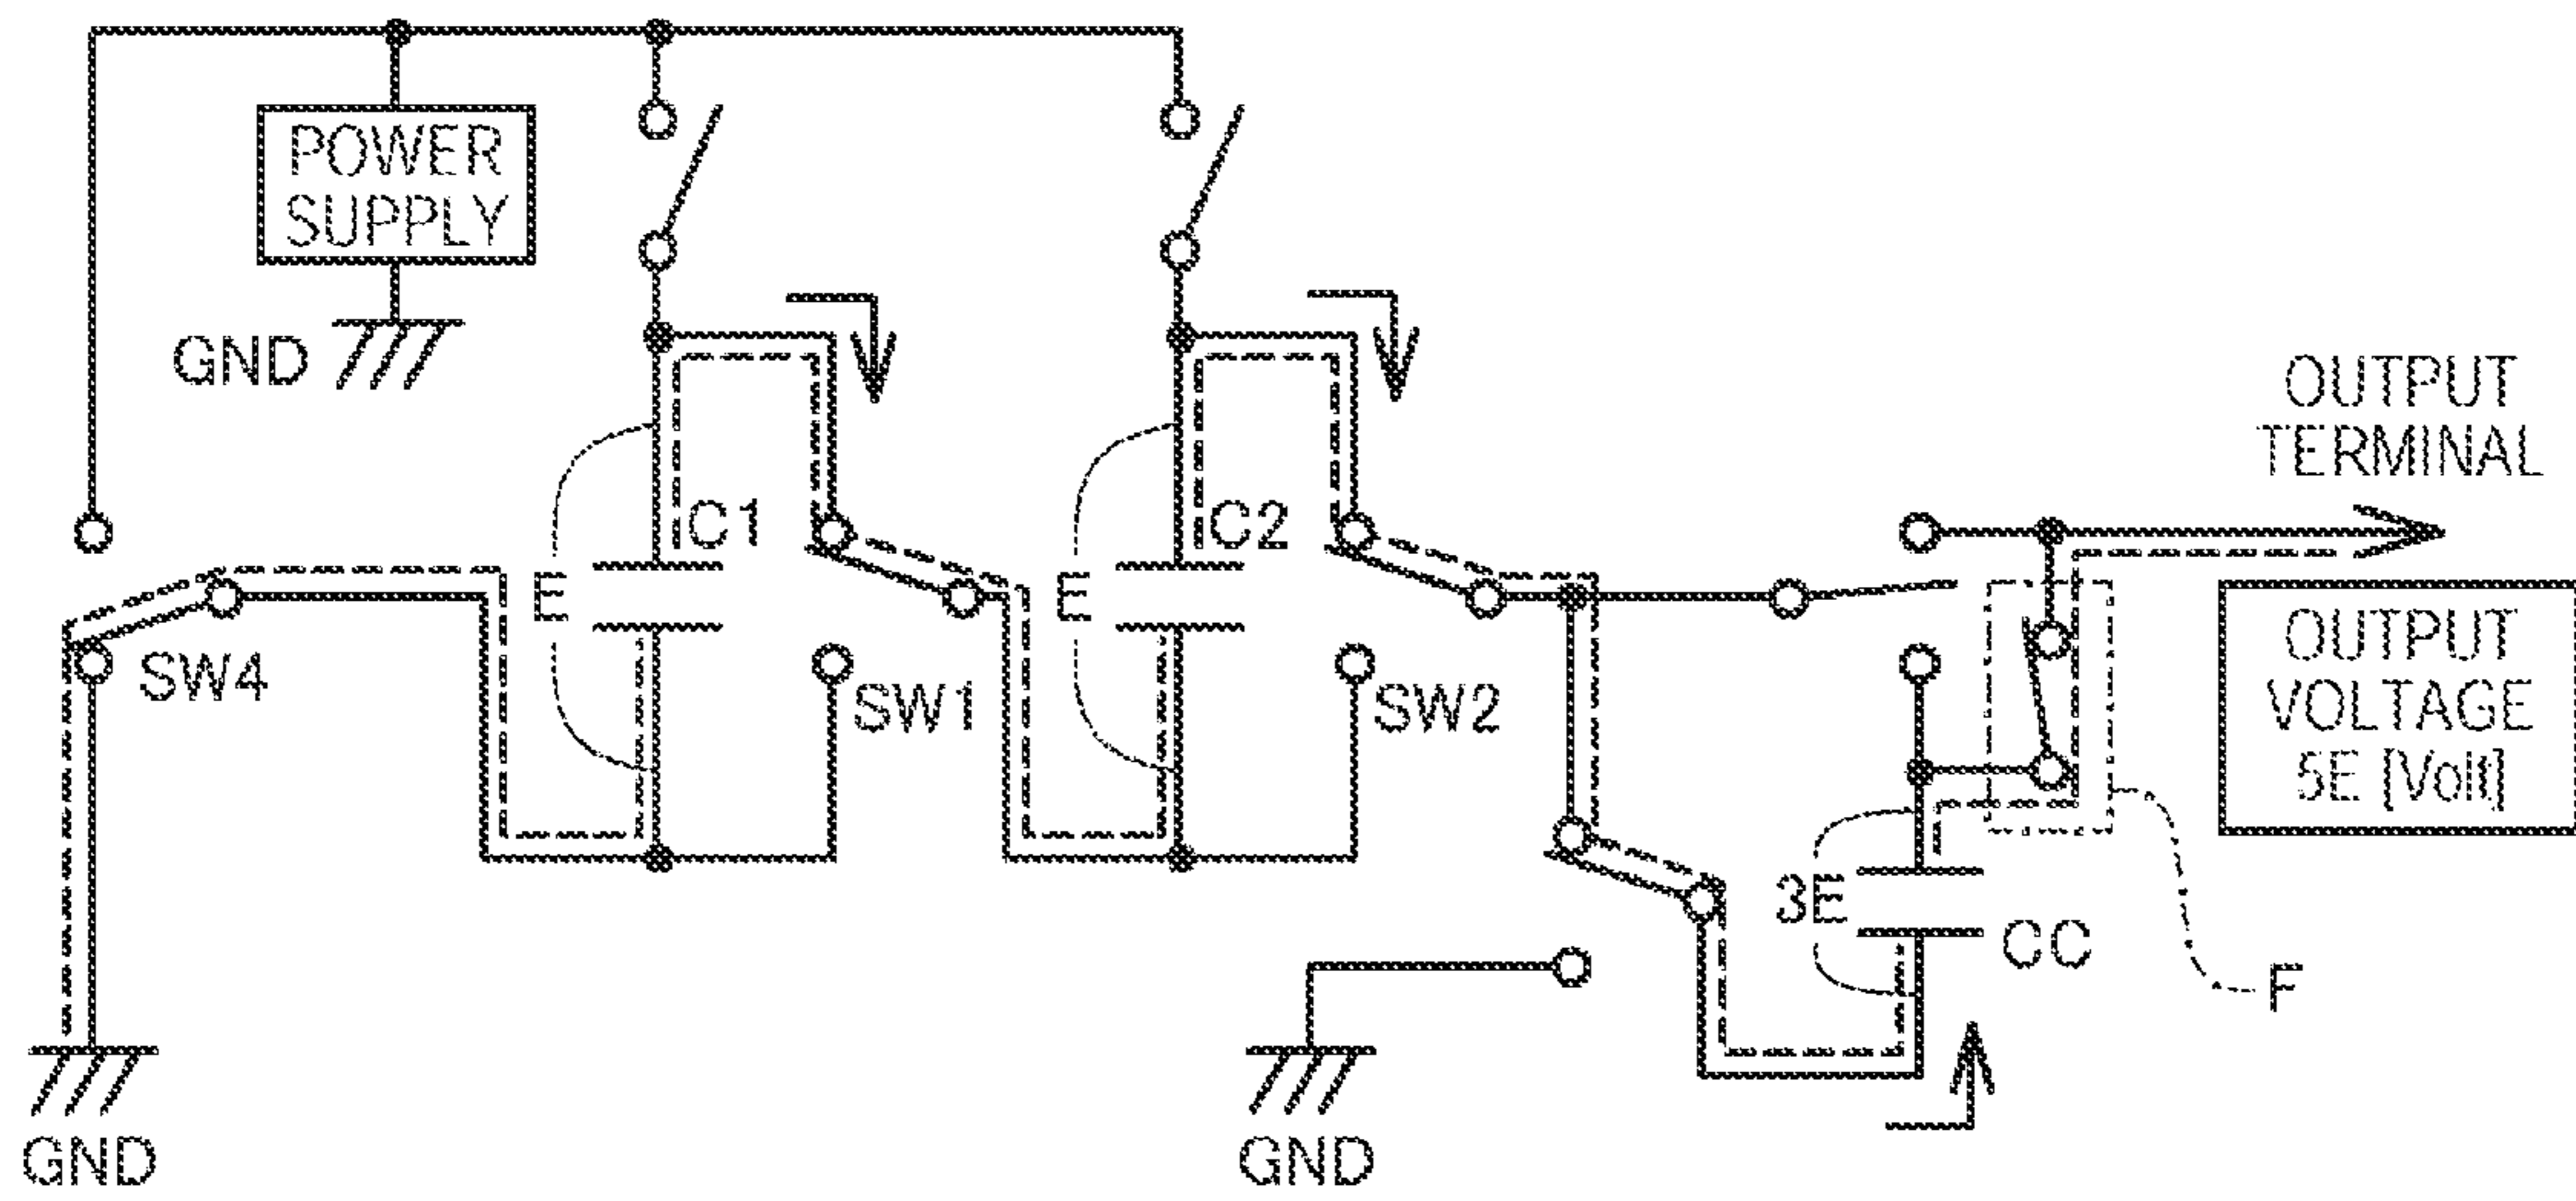 POWER
SUPPLY
GND
OUTPUT
TERMINAL
C1
C2
E
E
SW4
SW1
SW2
OUTPUT
VOLTAGE
5E [Volt]
3E
CC
F
GND
GND